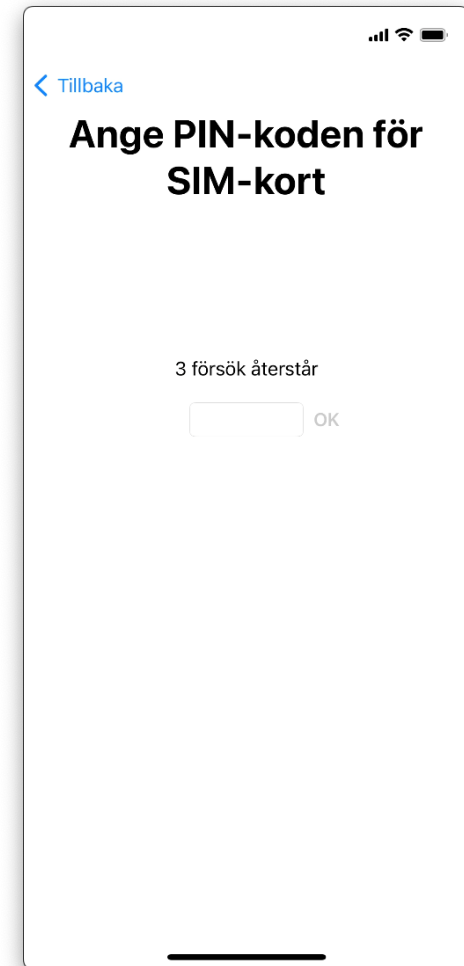 Tillbaka
Ange PIN-koden för
SIM-kort
3 försök återstår
OK